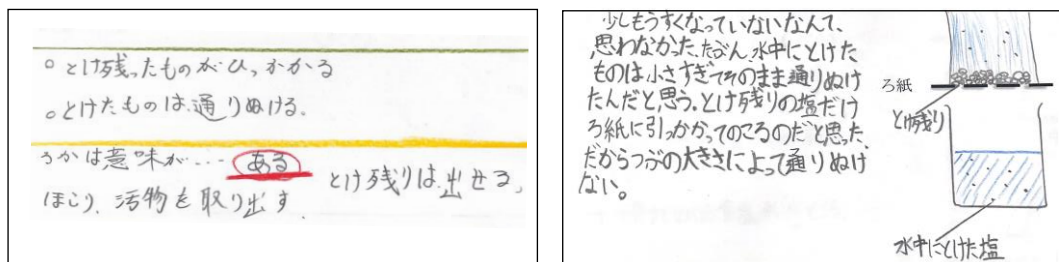 ○とけ残ったものがひっかかる
○とけたものは通りぬける。
ろかは意味が‥‥ある
とけ残りは出せる。
ほこり、汚物を取り出す
少しもうすくなっていないなんて、
思わなかった。たぶん、水中にとけた
ものは小さすぎてそのまま通りぬけ
たんだと思う。とけ残りの塩だけ
ろ紙に引っかかってのこるのだと思った。
だからつぶの大きさによって通りぬけ
ない。
ろ紙
とけ残り
水中にとけた塩